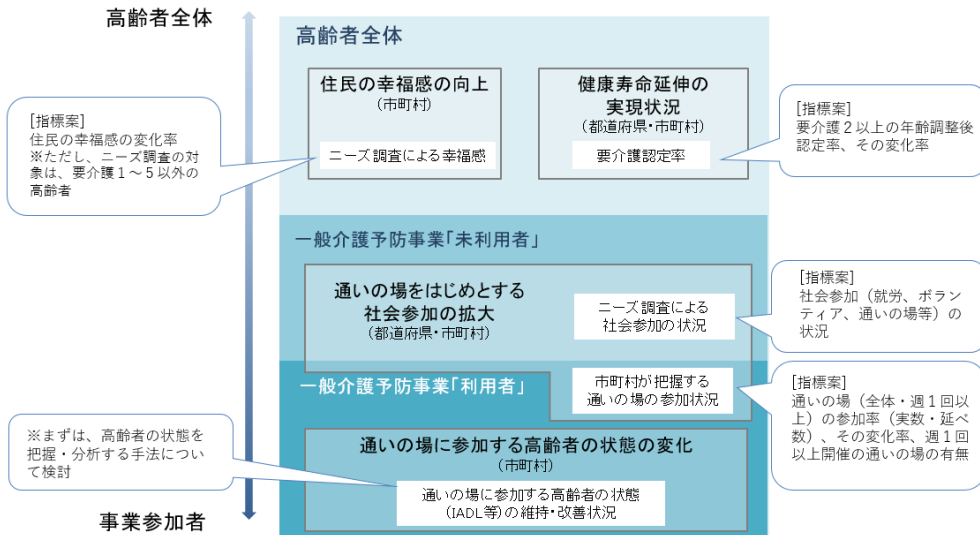 高齢者全体
高齢者全体
住民の幸福感の向上
(市町村)
ニーズ調査による幸福感
健康寿命延伸の
実現状況
(都道府県・市町村)
要介護認定率
[指標案]
住民の幸福感の変化率
※ただし、ニーズ調査の対
象は、要介護1～5以外の
高齢者
[指標案]
要介護2以上の年齢調整後
認定率、その変化率
一般介護予防事業「未利用者」
通いの場をはじめとする
社会参加の拡大
(都道府県・市町村)
ニーズ調査による
社会参加の状況
[指標案]
社会参加（就労、ボラン
ティア、通いの場等）の
状況
一般介護予防事業「利用者」
市町村が把握する
通いの場の参加状況
[指標案]
通いの場（全体・週1回以
上）の参加率（実数・延べ
数）、その変化率、週1回
以上開催の通いの場の有無
※まずは、高齢者の状態を
把握・分析する手法につい
て検討
通いの場に参加する高齢者の状態の変化
(市町村)
通いの場に参加する高齢者の状態
(IADL等)の維持・改善状況
事業参加者